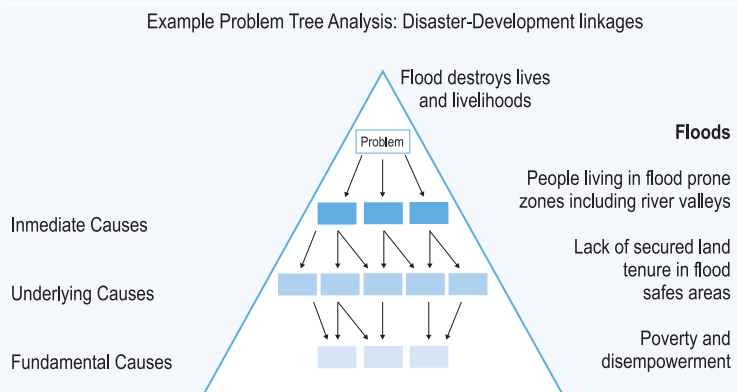 Example Problem Tree Analysis: Disaster-Development linkages
Flood destroys lives
and livelihoods
Problem
Floods
People living in flood prone
zones including river valleys
Inmediate Causes
Lack of secured land
tenure in flood
safes areas
Underlying Causes
Poverty and
disempowerment
Fundamental Causes